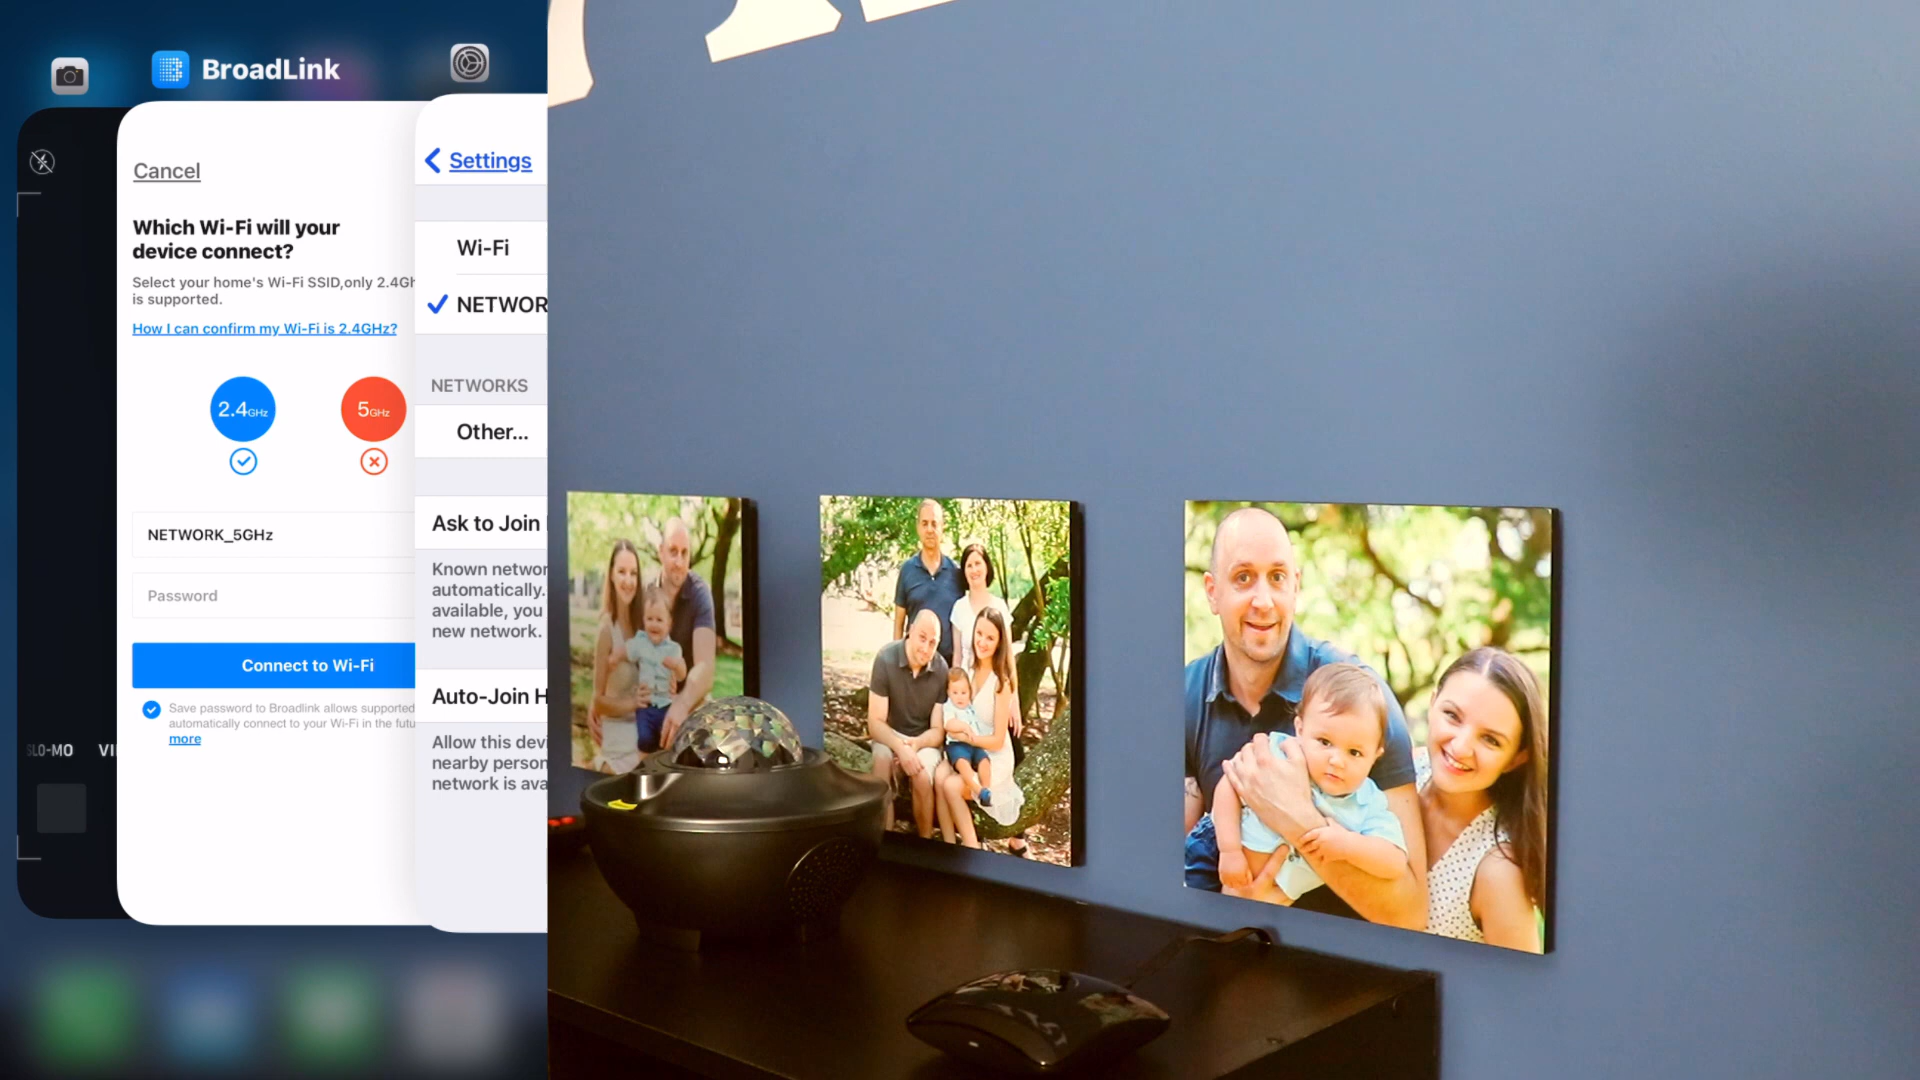 BroadLink
Cancel
Which Wi-Fi will your
device connect?
Select your home's Wi-Fi SSID,only 2.4GH
is supported.
How I can confirm my Wi-Fi is 2.4GHz?
2.4GHz
5GHz
NETWORK_5GHz
Password
Connect to Wi-Fi
Save password to Broadlink allows supported
automatically connect to your Wi-Fi in the futu
more
SLO-MO
Settings
Wi-Fi
NETWOR
NETWORKS
Other...
Ask to Join
Known networ
automatically.
available, you
new network.
Auto-Join H
Allow this devi
nearby person
network is ava